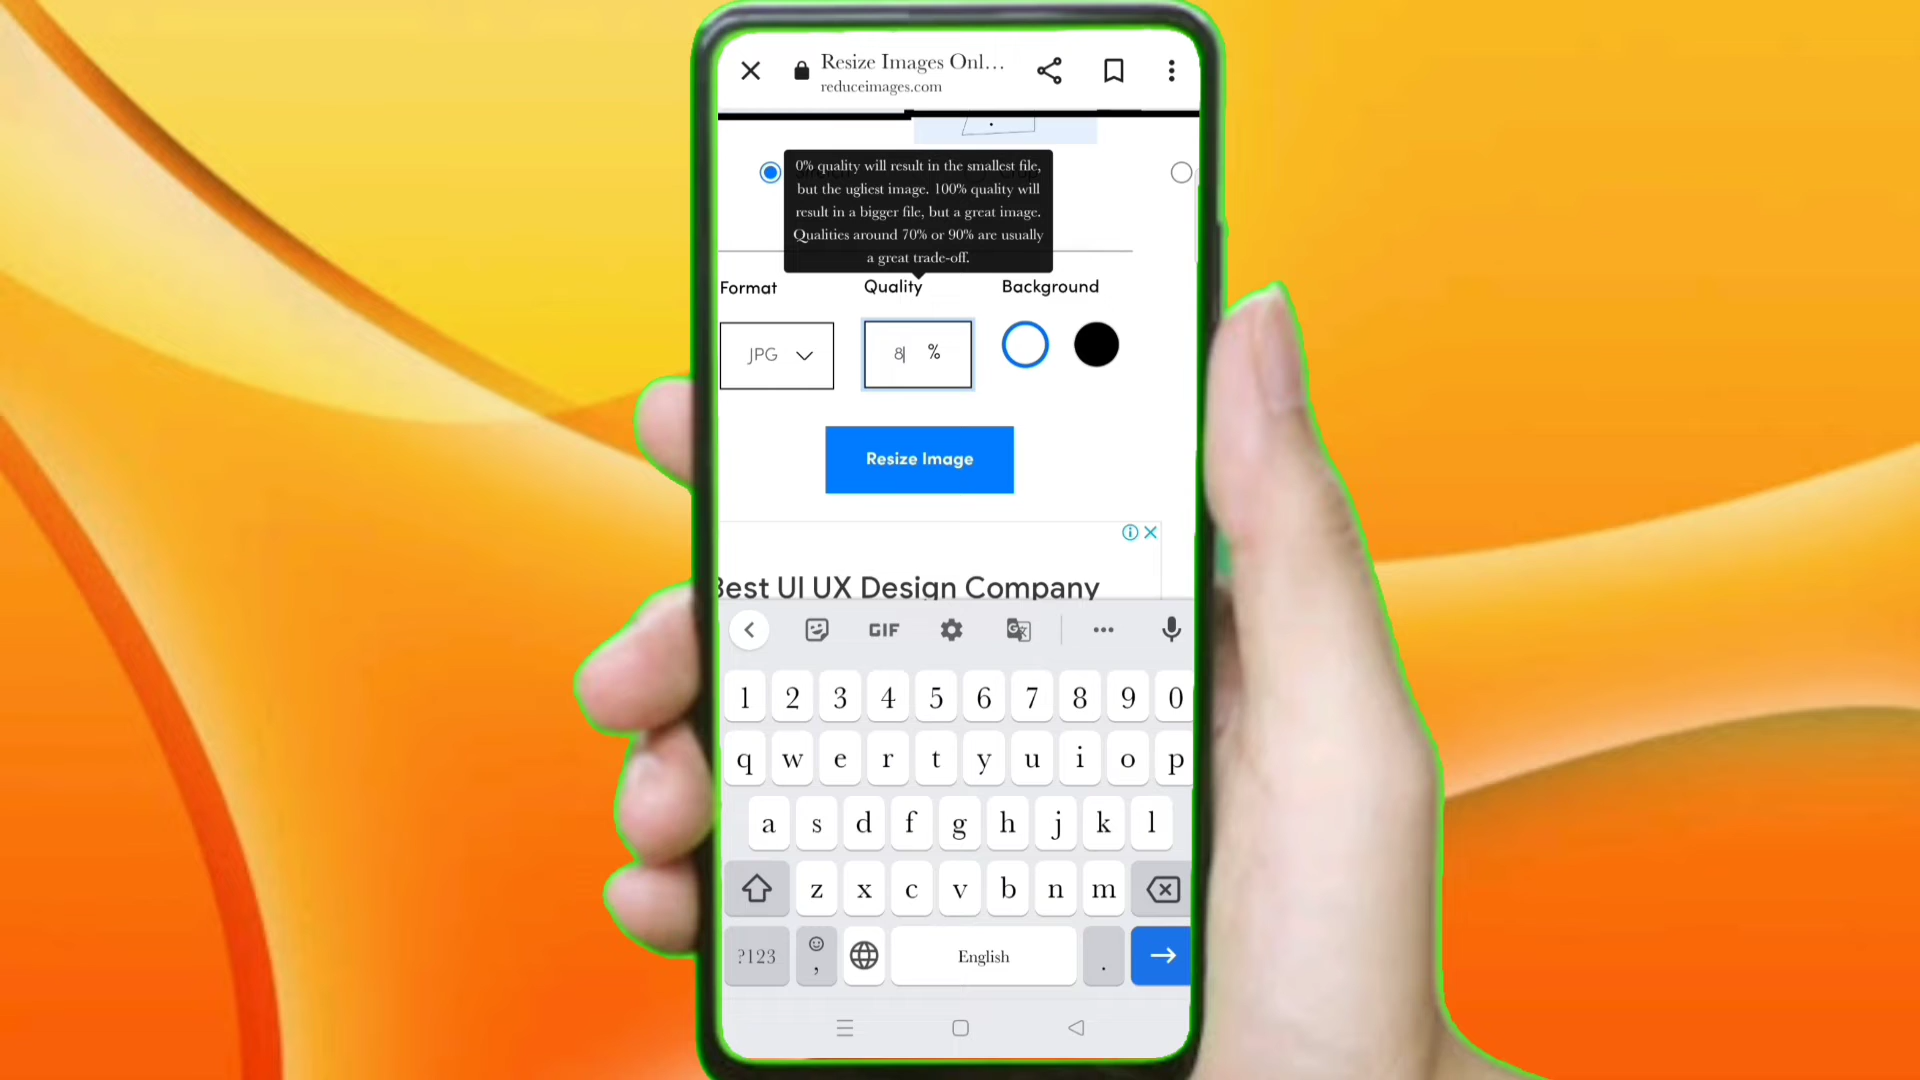 Resize Images Onl...
reduceimages.com
0% quality will result in the smallest file,
but the ugliest image. 100% quality will
result in a bigger file, but a great image.
Qualities around 70% or 90% are usually
a great trade-off.
Format
Quality
Background
JPG
8
%
Resize Image
Best UI UX Design Company
GIF
1 2 3 4 5 6 7 8 9 0
q w e r t y u i o p
a s d f g h j k l
z x c v b n m
?123
,
English
.